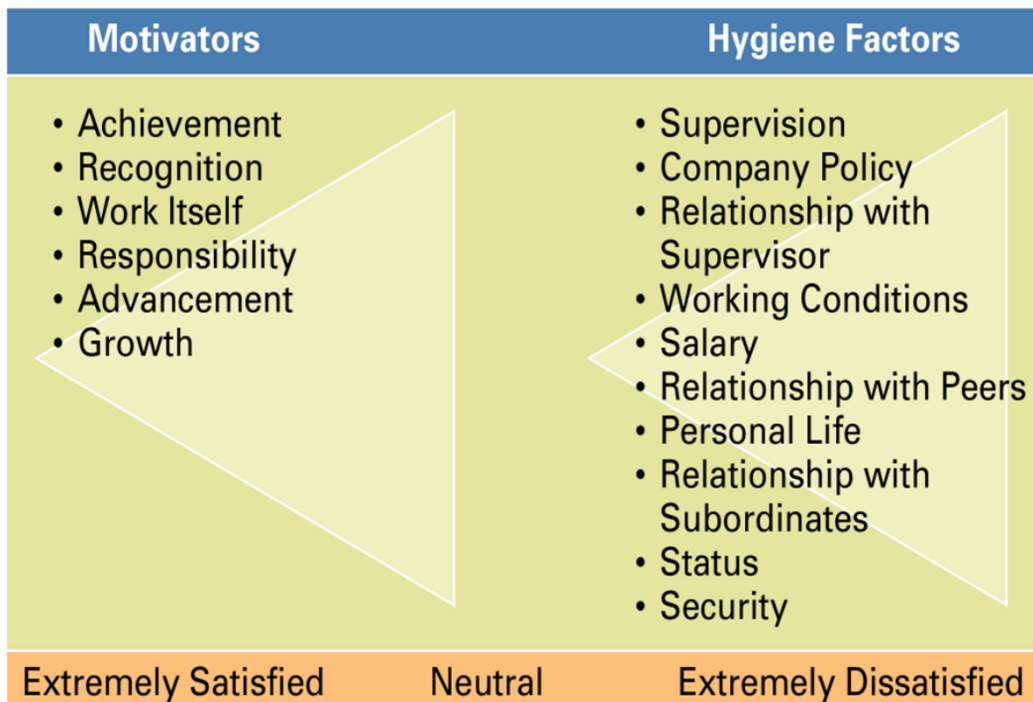 Motivators
Hygiene Factors
• Achievement
• Recognition
• Work Itself
• Responsibility
• Advancement
• Growth
• Supervision
• Company Policy
• Relationship with
Supervisor
• Working Conditions
• Salary
• Relationship with Peers
• Personal Life
• Relationship with
Subordinates
• Status
• Security
Extremely Satisfied
Neutral
Extremely Dissatisfied